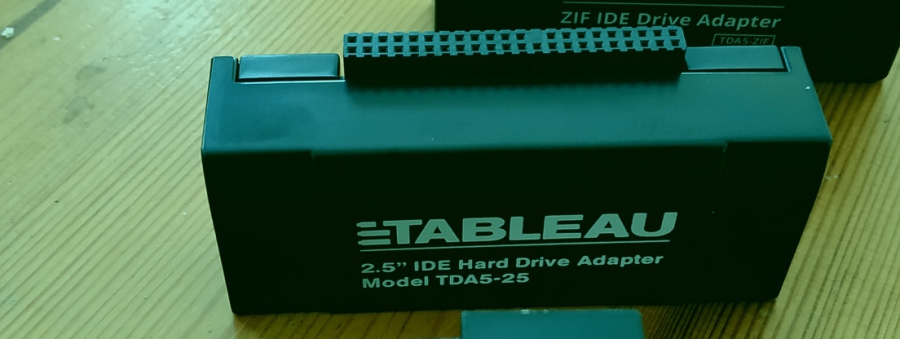 ZIF IDE Drive Adapter
TDA5-ZIF
TABLEAU
2.5” IDE Hard Drive Adapter
Model TDA5-25